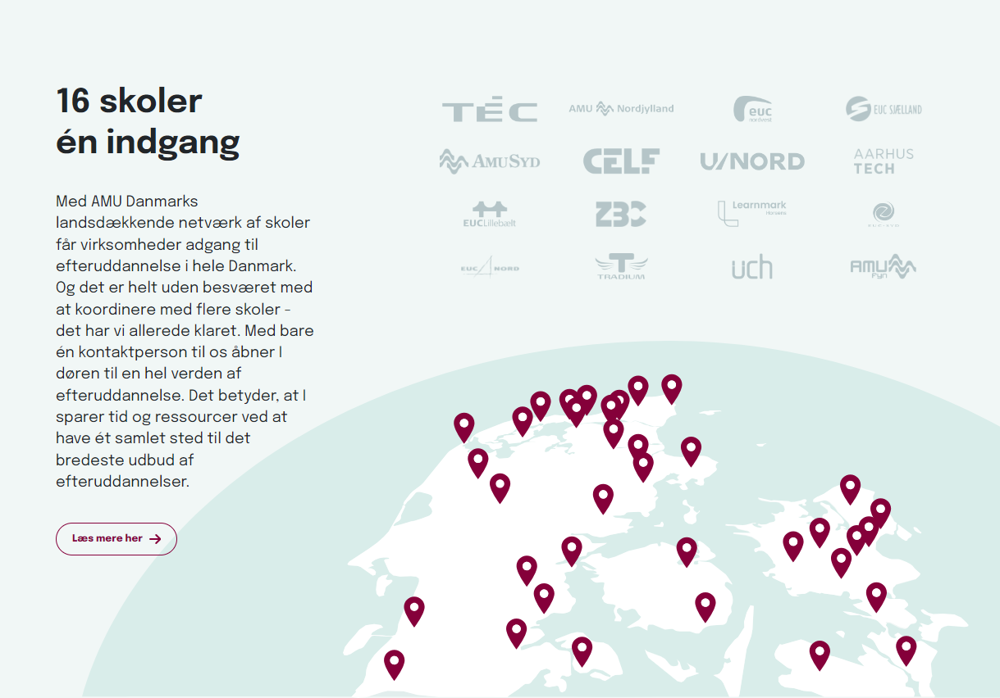 16 skoler
én indgang
Med AMU Danmarks
landsdækkende netværk af skoler
får virksomheder adgang til
efteruddannelse i hele Danmark.
Og det er helt uden besværet med
at koordinere med flere skoler -
det har vi allerede klaret. Med bare
én kontaktperson til os åbner I
døren til en hel verden af
efteruddannelse. Det betyder, at I
sparer tid og ressourcer ved at
have ét samlet sted til det
bredeste udbud af
efteruddannelser.
Læs mere her
TÉC
AMU Nordjylland
euc
nordvest
EUC SJÆLLAND
AMUSYD
CELF
U/NORD
AARHUS
TECH
EUCLillebælt
ZBC
Learnmark
Horsens
EUC SYD
EUC NORD
TRADIUM
uch
AMU
Fyn